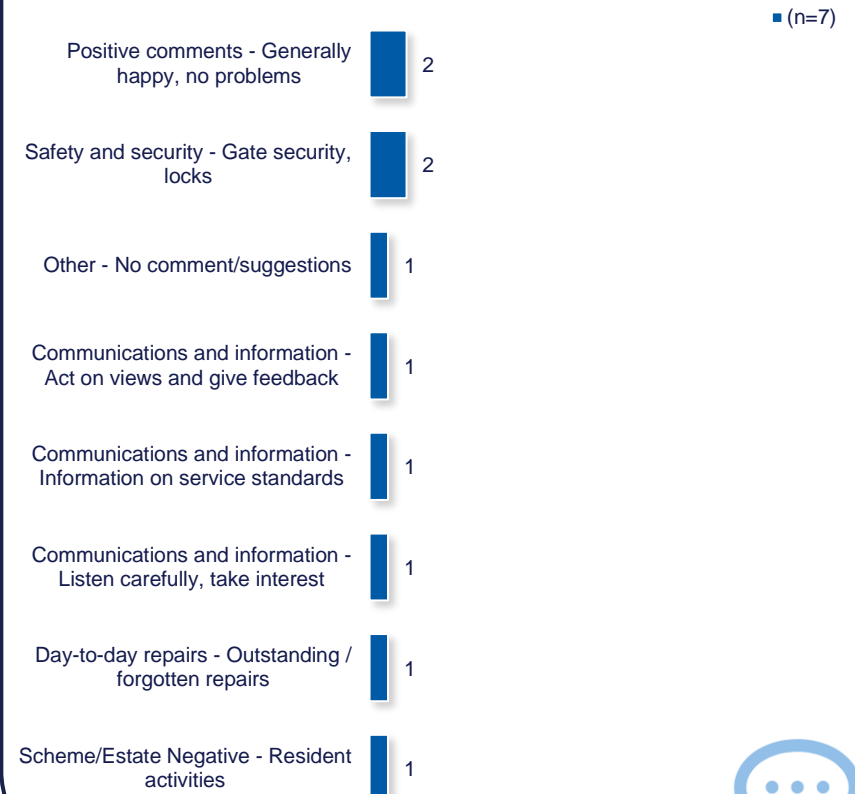 (n=7)
Positive comments - Generally
happy, no problems
2
Safety and security - Gate security,
locks
2
Other - No comment/suggestions
1
Communications and information -
Act on views and give feedback
1
Communications and information -
Information on service standards
1
Communications and information -
Listen carefully, take interest
1
Day-to-day repairs - Outstanding /
forgotten repairs
1
Scheme/Estate Negative - Resident
activities
1